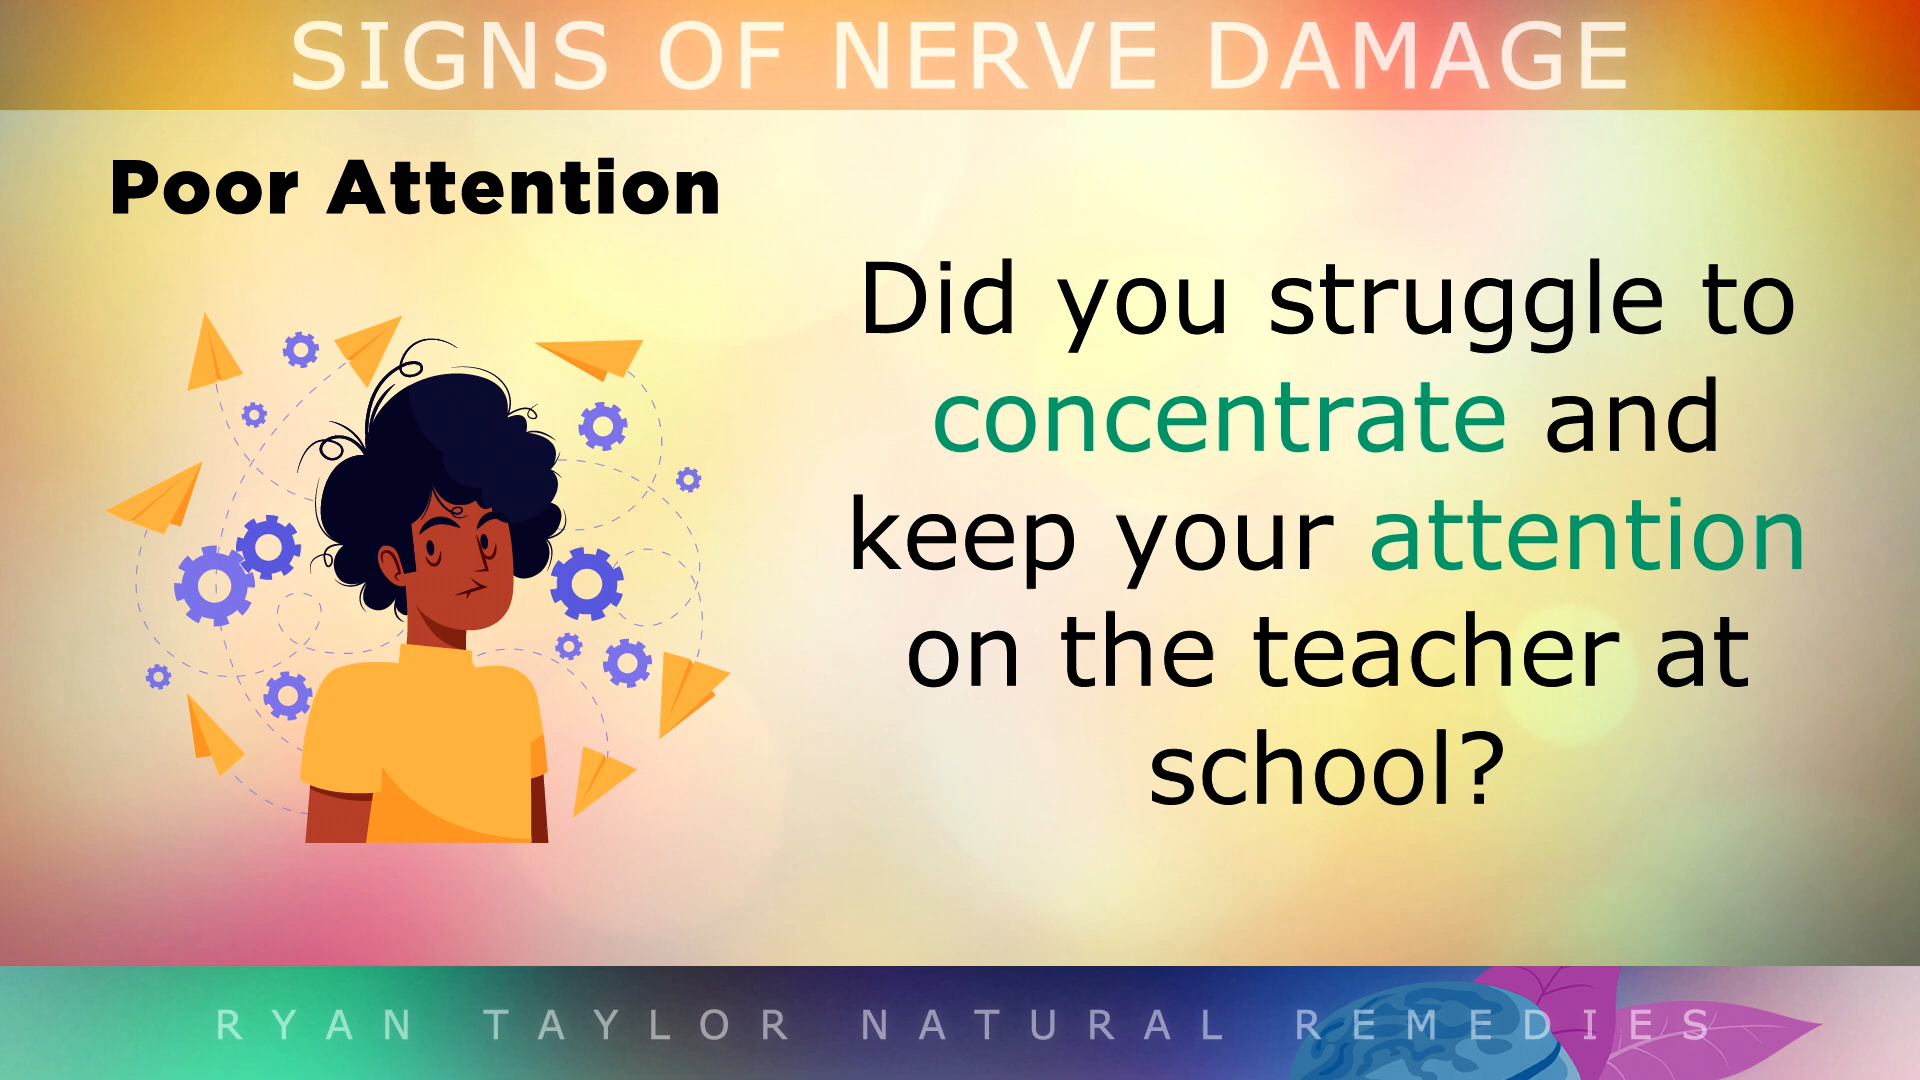 SIGNS OF NERVE DAMAGE
Poor Attention
Did you struggle to
concentrate and
keep your attention
on the teacher at
school?
RYAN TAYLOR NATURAL REMEDIES